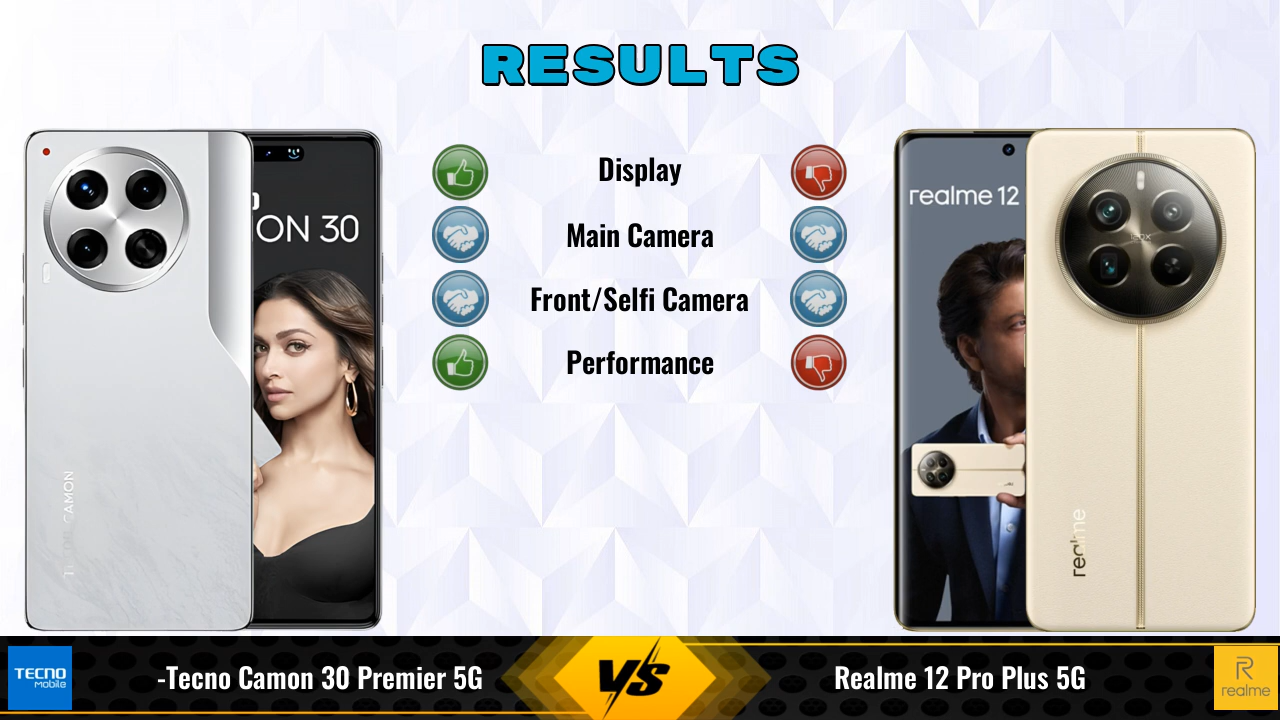 RESULTS
Display
Main Camera
Front/Selfi Camera
Performance
ON 30
CAMON
realme 12
realme
TECNO
mobile
-Tecno Camon 30 Premier 5G
VS
Realme 12 Pro Plus 5G
R
realme